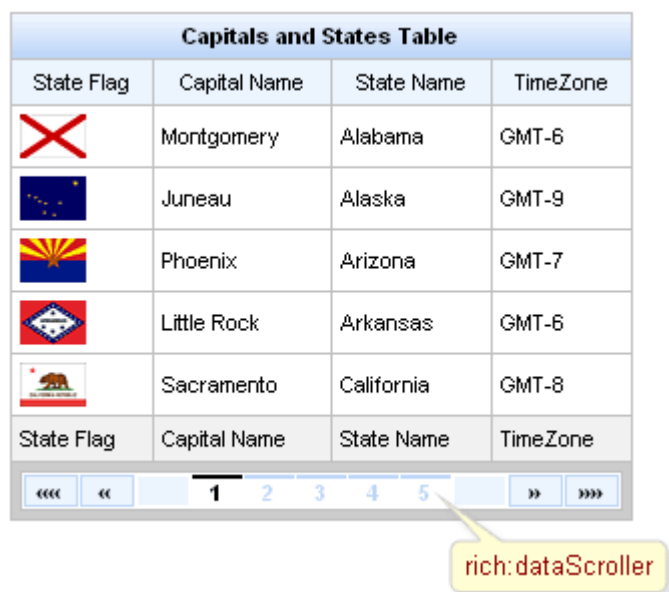 Capitals and States Table
State Flag Capital Name State Name TimeZone
Montgomery Alabama GMT-6
Juneau Alaska GMT-9
Phoenix Arizona GMT-7
Little Rock Arkansas GMT-6
Sacramento California GMT-8
State Flag Capital Name State Name TimeZone
«« « 1 2 3 4 5 » »»
rich:dataScroller